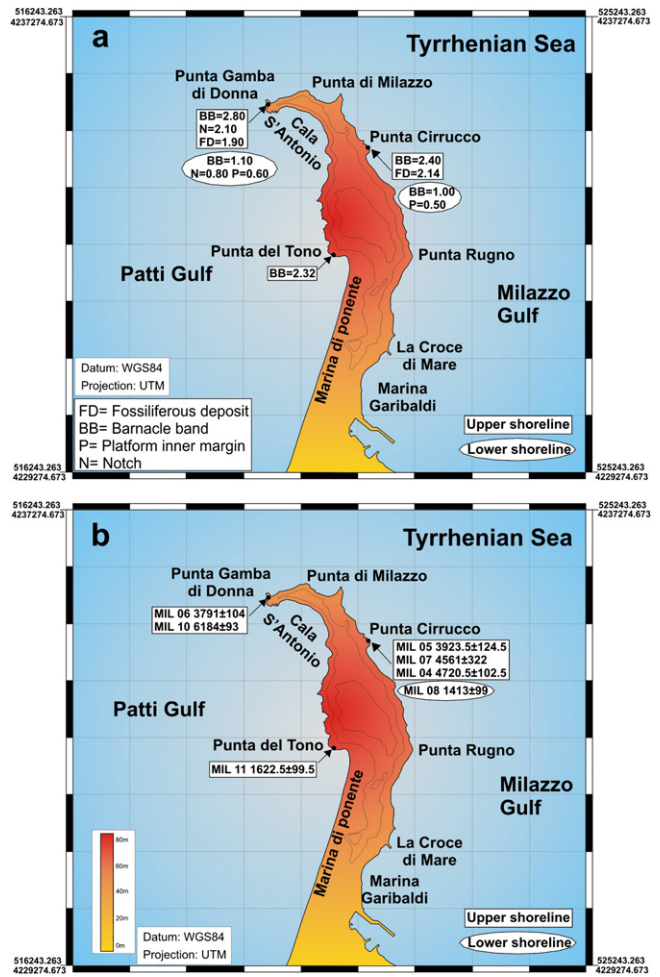 516243.263
4237274.673
525243.263
4237274.673
a
Tyrrhenian Sea
Punta Gamba
di Donna
Punta di Milazzo
BB=2.80
N=2.10
FD=1.90
Cala
S'Antonio
Punta Cirrucco
BB=1.10
N=0.80 P=0.60
BB=2.40
FD=2.14
BB=1.00
P=0.50
Punta del Tono
BB=2.32
Punta Rugno
Patti Gulf
Milazzo
Gulf
Marina di ponente
La Croce
di Mare
Marina
Garibaldi
Datum: WGS84
Projection: UTM
FD= Fossiliferous deposit
BB= Barnacle band
P= Platform inner margin
N= Notch
Upper shoreline
Lower shoreline
516243.263
4229274.673
525243.263
4229274.673
516243.263
4237274.673
525243.263
4237274.673
b
Tyrrhenian Sea
Punta Gamba
di Donna
Punta di Milazzo
MIL 06 3791±104
MIL 10 6184±93
Cala
S'Antonio
Punta Cirrucco
MIL 05 3923.5±124.5
MIL 07 4561±322
MIL 04 4720.5±102.5
MIL 08 1413±99
Patti Gulf
Punta del Tono
MIL 11 1622.5±99.5
Punta Rugno
Milazzo
Gulf
Marina di ponente
La Croce
di Mare
Marina
Garibaldi
80m
60m
40m
20m
0m
Datum: WGS84
Projection: UTM
Upper shoreline
Lower shoreline
516243.263
4229274.673
525243.263
4229274.673